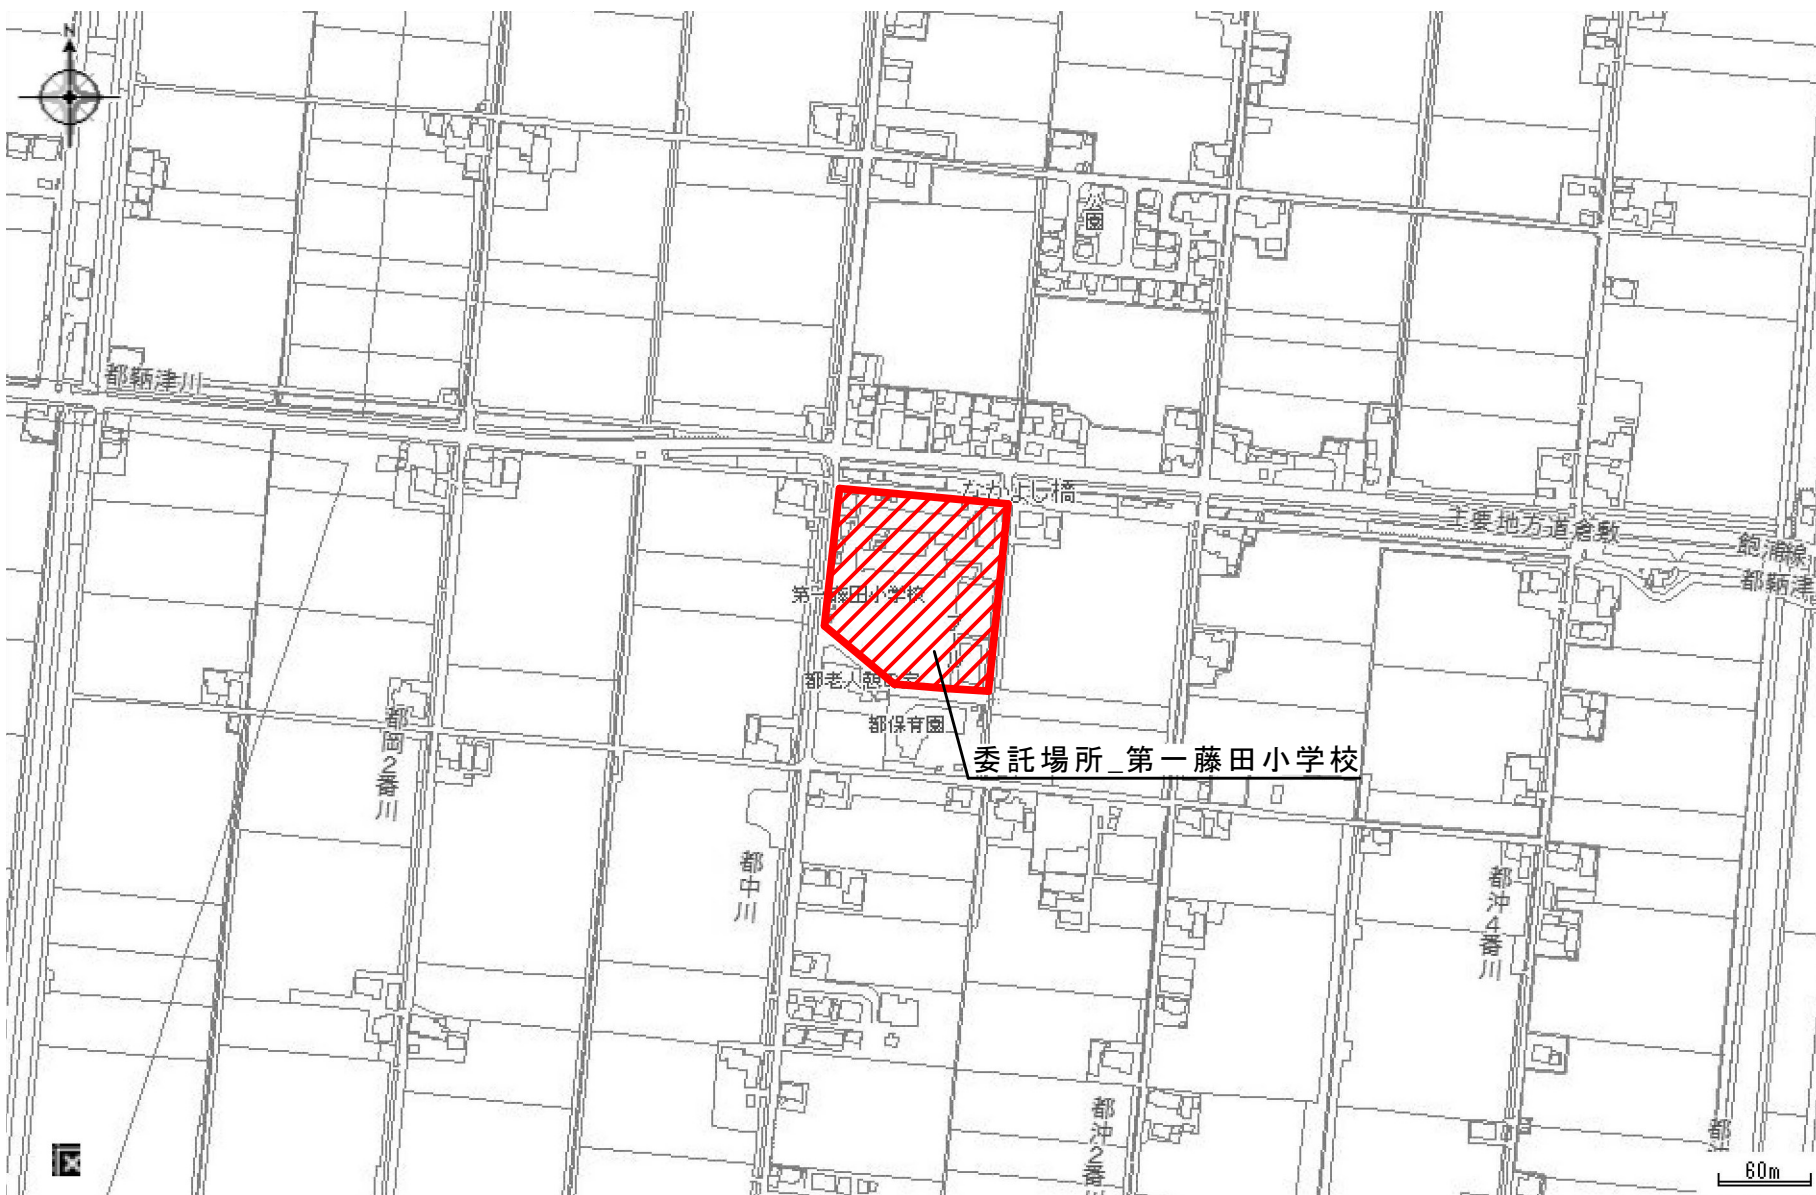 N
公園
都鞆津川
なかよし橋
主要地方道倉敷
飽浦線
都鞆津
第一藤田小学校
都老人憩の家
都保育園
委託場所_第一藤田小学校
都岡2番川
都中川
都沖4番川
都沖2番
都
60m